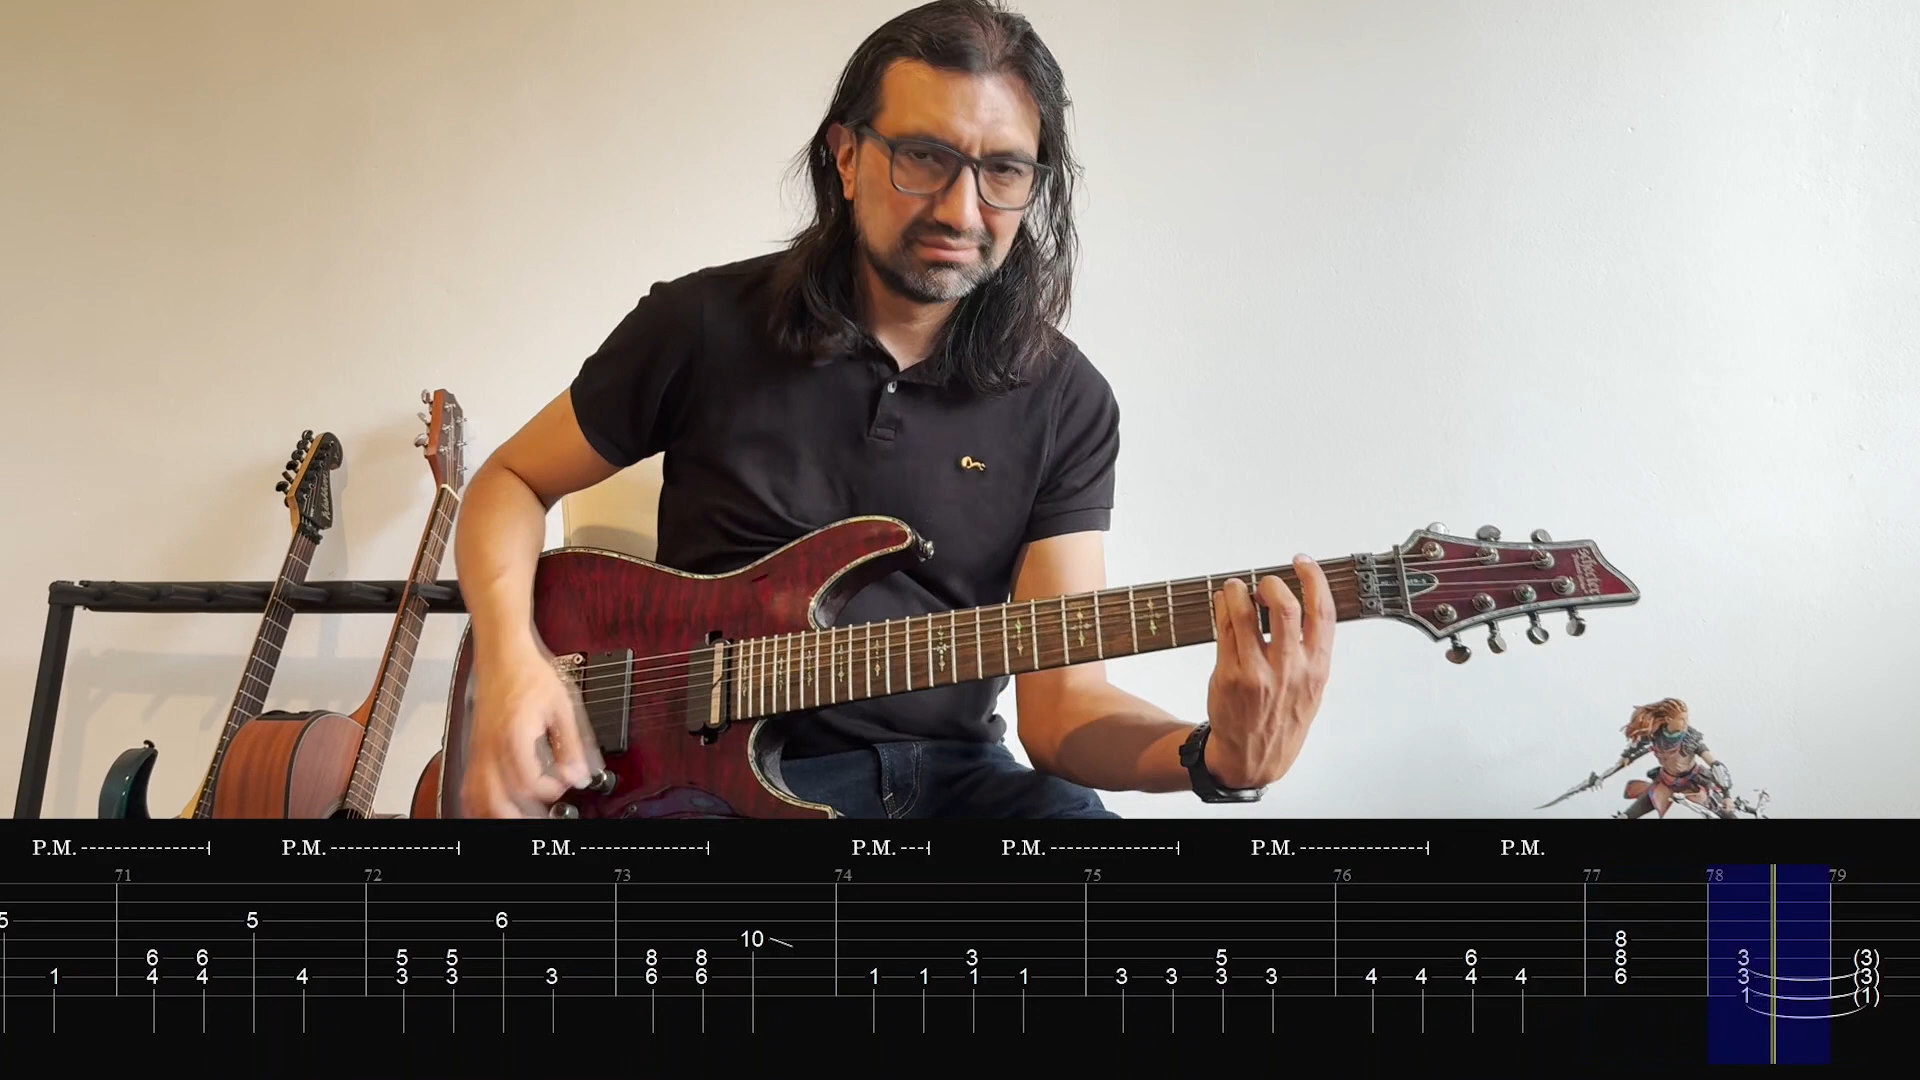 P.M. P.M. P.M. P.M. P.M. P.M. P.M.
71 72 73 74 75 76 77 78 79
5 5 6
10 8
6 6 5 5 8 8 3 5 6 8 3 (3)
1 4 4 4 3 3 3 6 6 1 1 1 1 3 3 3 3 4 4 4 4 6 3 (3)
1 (1)
Schecter